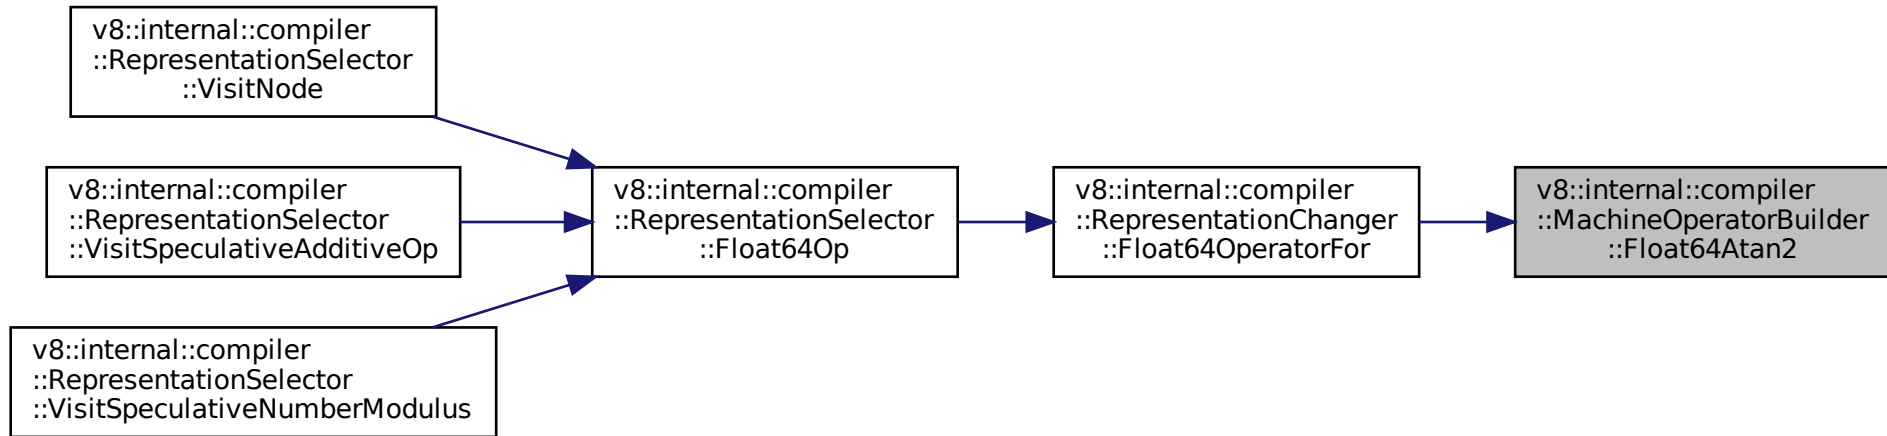 v8::internal::compiler
::RepresentationSelector
::VisitNode
v8::internal::compiler
::RepresentationSelector
::VisitSpeculativeAdditiveOp
v8::internal::compiler
::RepresentationSelector
::VisitSpeculativeNumberModulus
v8::internal::compiler
::RepresentationSelector
::Float64Op
v8::internal::compiler
::RepresentationChanger
::Float64OperatorFor
v8::internal::compiler
::MachineOperatorBuilder
::Float64Atan2